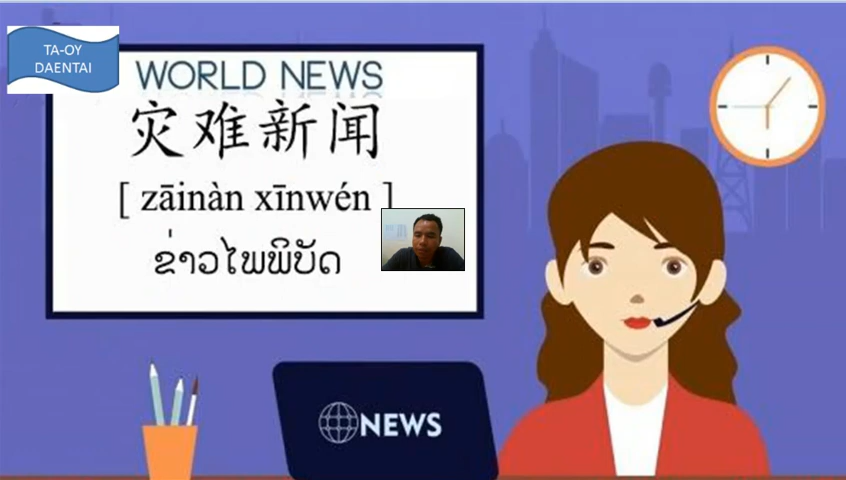 TA-OY
DAENTAI
WORLD NEWS
灾难新闻
[ zāinàn xīnwén ]
ຂ່າວໄພພິບັດ
NEWS